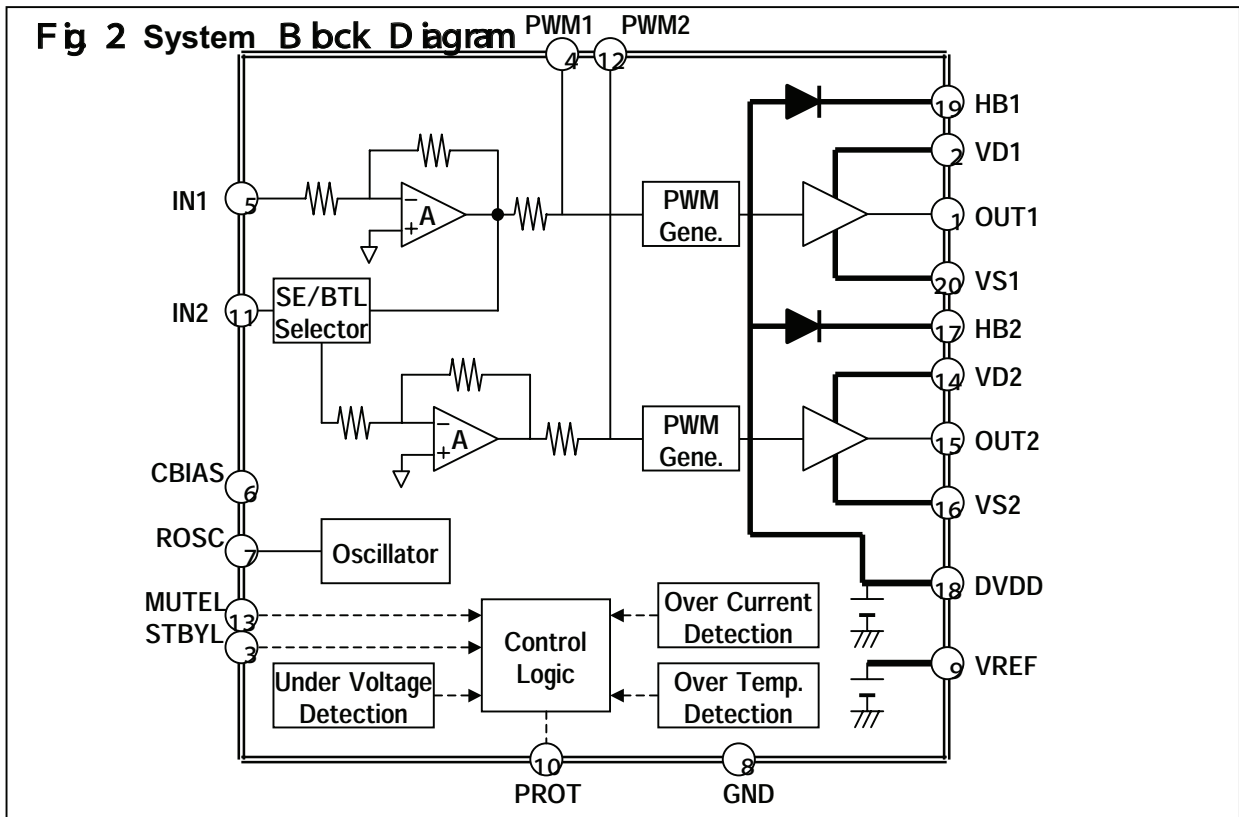 Fig. 2 System Block Diagram
PWM1
PWM2
4
12
19
HB1
2
VD1
IN1
5
−
A
+
PWM
Gene.
1
OUT1
20
VS1
IN2
11
SE/BTL
Selector
17
HB2
14
VD2
−
A
+
PWM
Gene.
15
OUT2
CBIAS
6
16
VS2
ROSC
7
Oscillator
18
DVDD
MUTEL
13
STBYL
3
Control
Logic
Over Current
Detection
Under Voltage
Detection
Over Temp.
Detection
9
VREF
10
PROT
8
GND